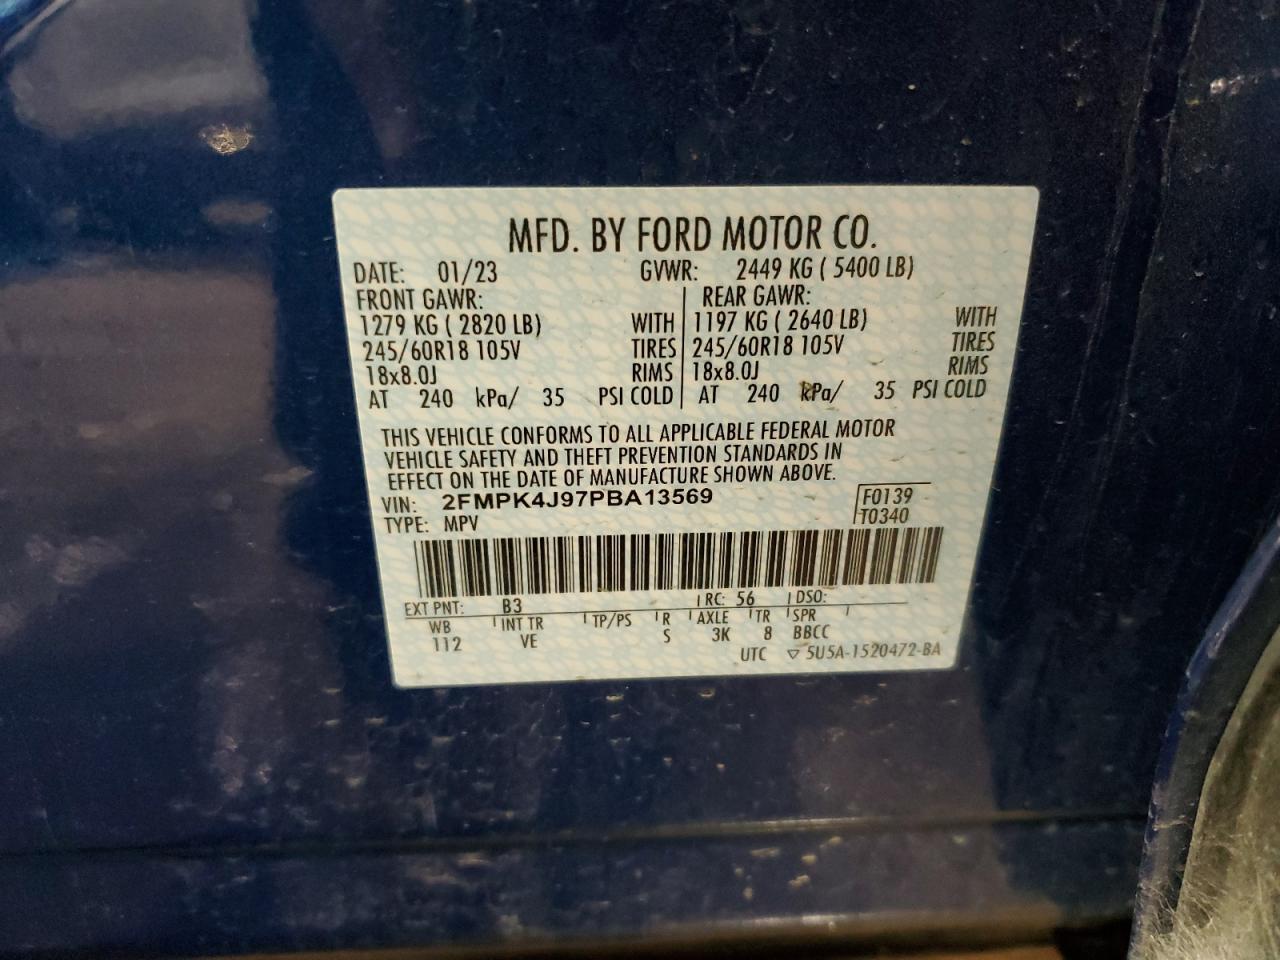 MFD. BY FORD MOTOR CO.
DATE: 01/23 GVWR: 2449 KG ( 5400 LB)
FRONT GAWR: REAR GAWR:
1279 KG ( 2820 LB) WITH 1197 KG ( 2640 LB) WITH
245/60R18 105V TIRES 245/60R18 105V TIRES
18x8.0J RIMS 18x8.0J RIMS
AT 240 kPa/ 35 PSI COLD AT 240 kPa/ 35 PSI COLD
THIS VEHICLE CONFORMS TO ALL APPLICABLE FEDERAL MOTOR
VEHICLE SAFETY AND THEFT PREVENTION STANDARDS IN
EFFECT ON THE DATE OF MANUFACTURE SHOWN ABOVE.
VIN: 2FMPK4J97PBA13569 F0139
TYPE: MPV T0340
EXT PNT: B3 RC: 56 DSO:
WB INT TR TP/PS R AXLE TR SPR
112 VE S 3K 8 BBCC
UTC ▽ 5U5A-1520472-BA